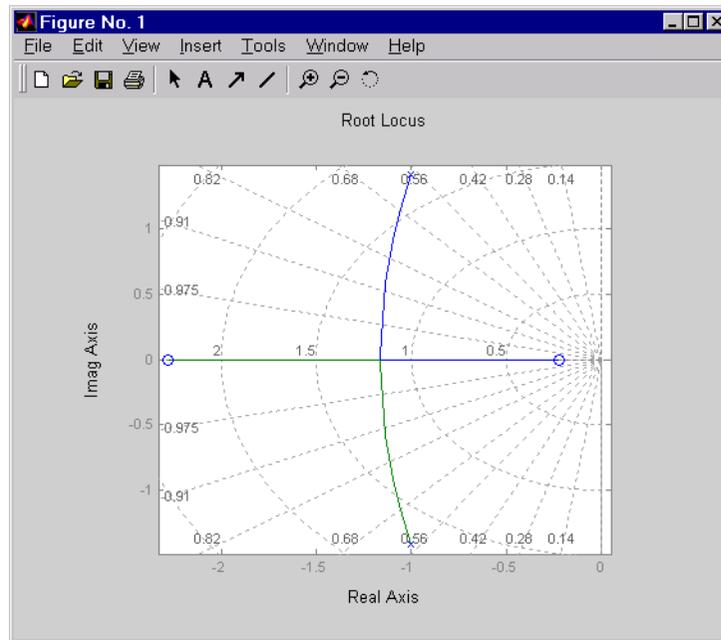 Figure No. 1
File Edit View Insert Tools Window Help
A
Root Locus
0.82 0.68 0.56 0.42 0.28 0.14
0.91
1
0.975
0.5
2 1.5 1 0.5
0
0.975
-0.5
0.91
-1
0.82 0.68 0.56 0.42 0.28 0.14
-2 -1.5 -1 -0.5 0
Imag Axis
Real Axis